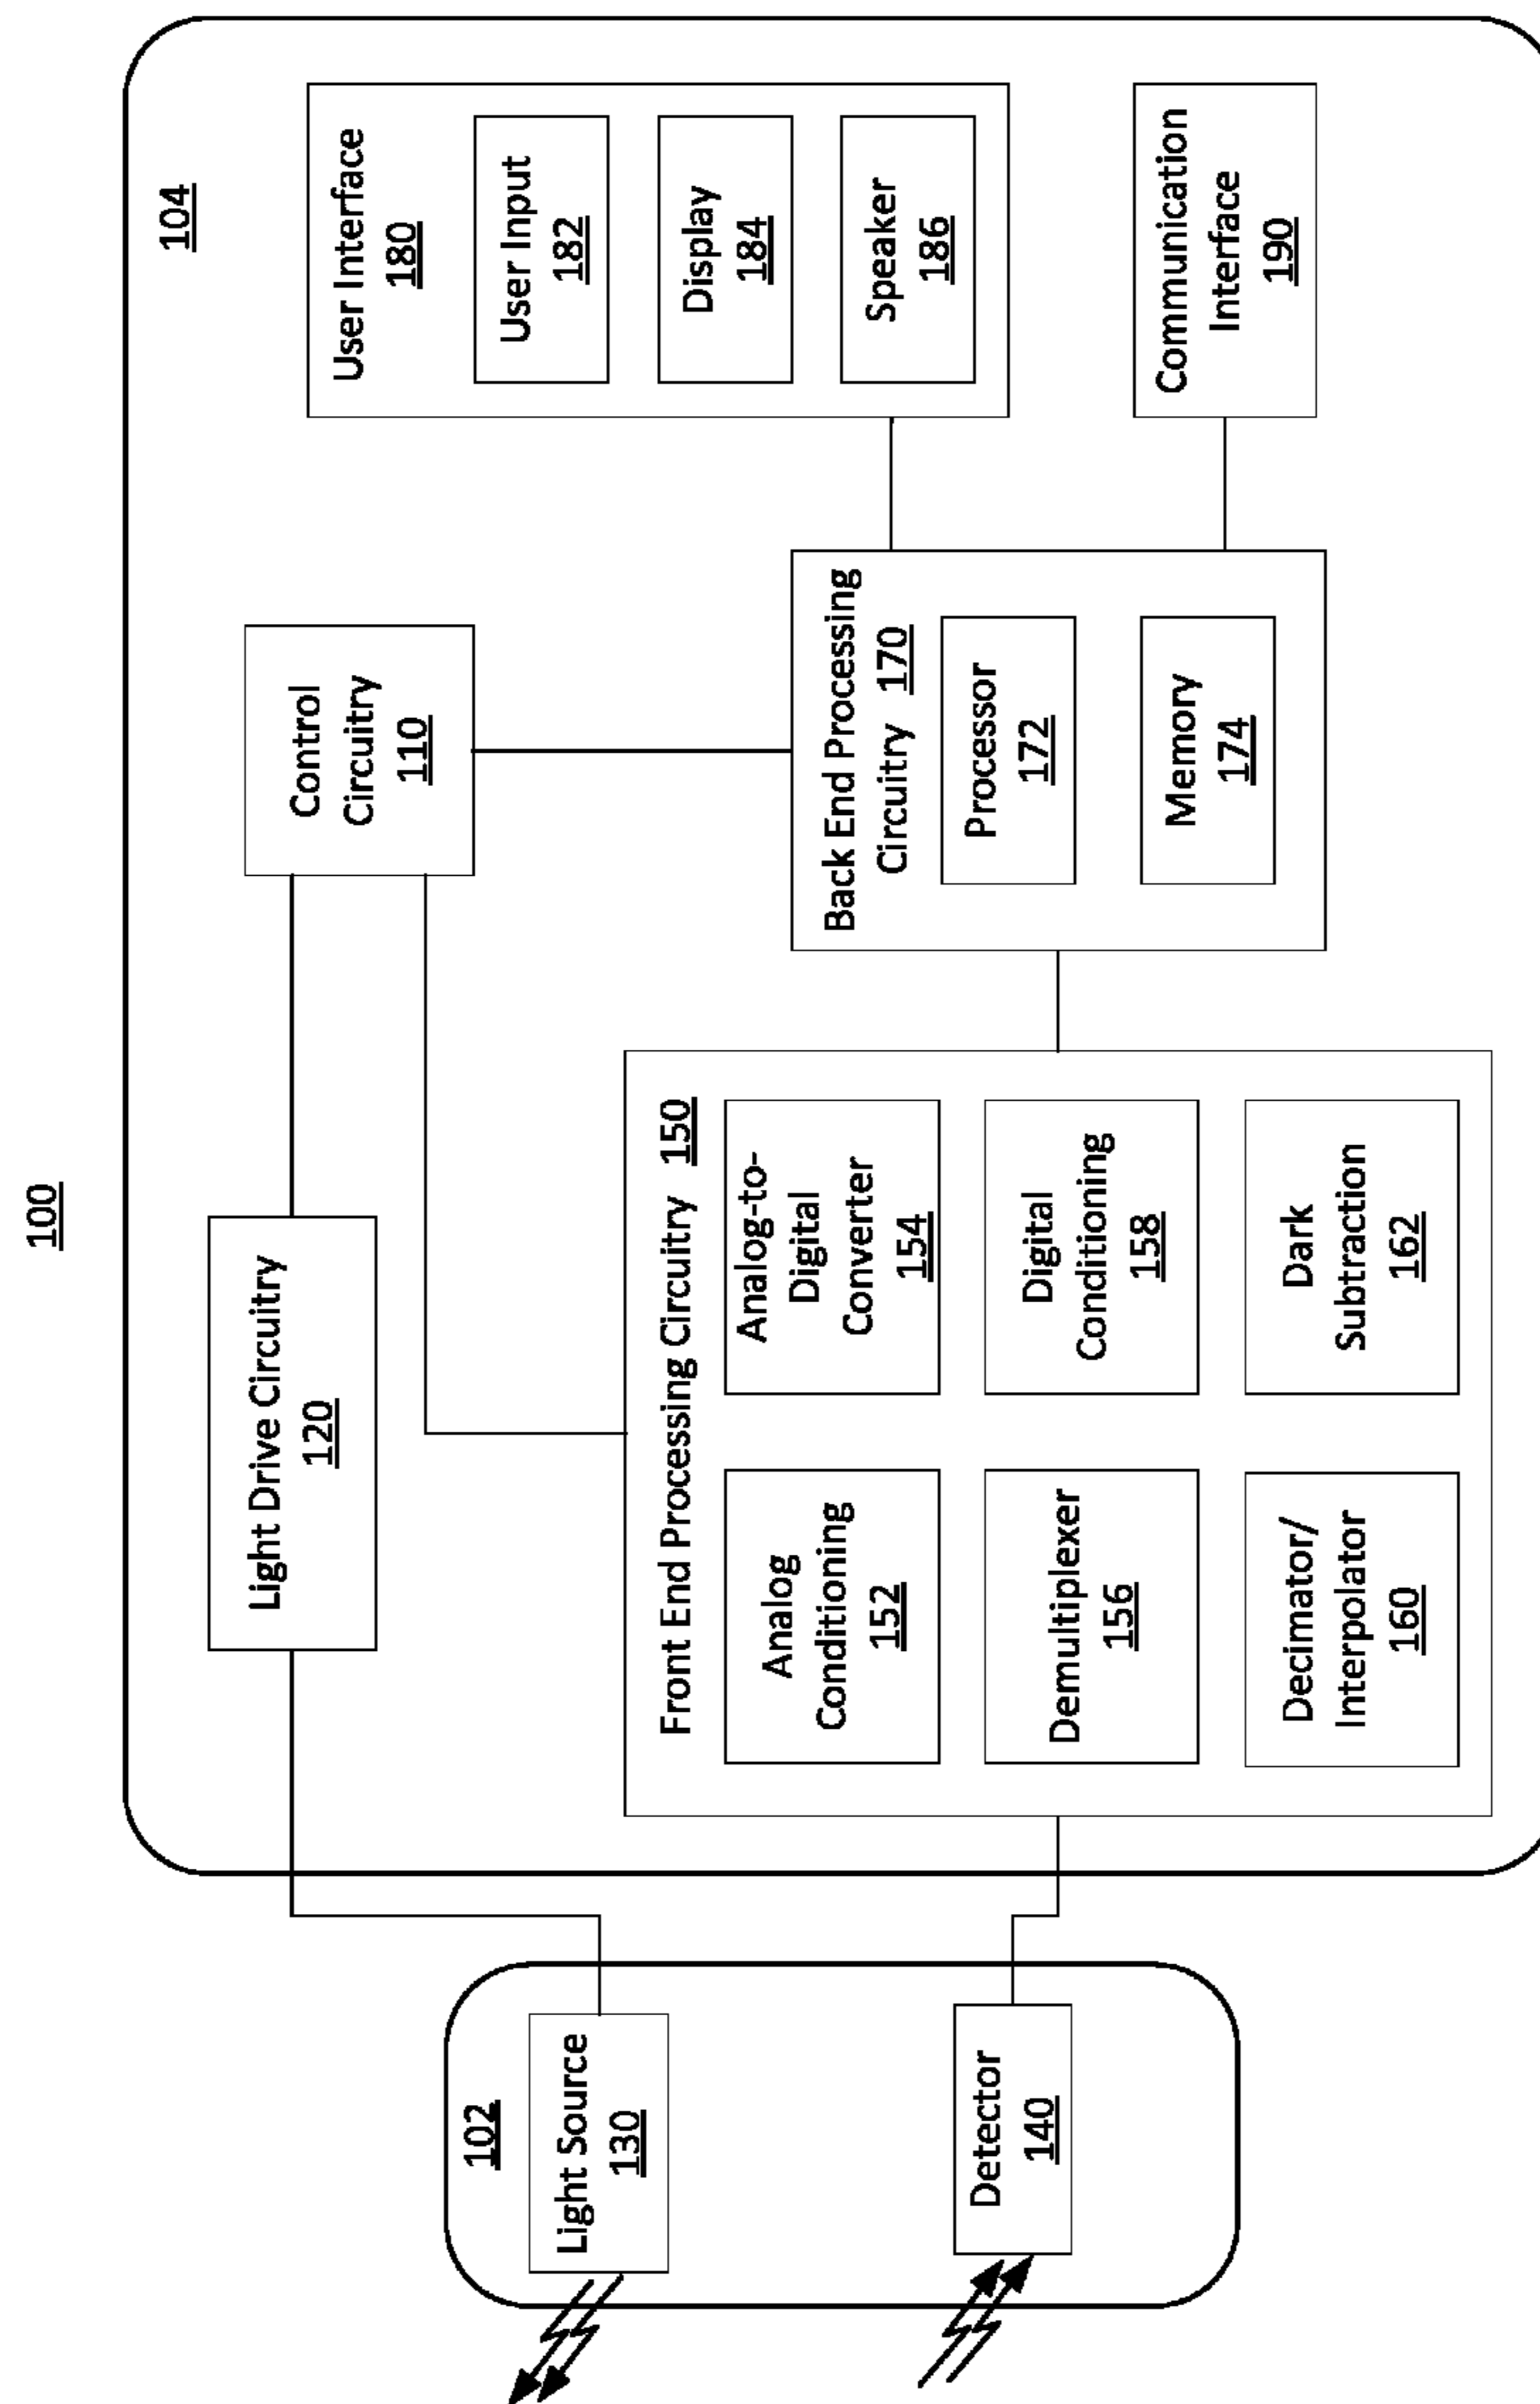 100
104
102
Light Source
130
Detector
140
Light Drive Circuitry
120
Control
Circuitry
110
Front End Processing Circuitry 150
Analog
Conditioning
152
Analog-to-
Digital
Converter
154
Demultiplexer
156
Digital
Conditioning
158
Decimator/
Interpolator
160
Dark
Subtraction
162
Back End Processing
Circuitry 170
Processor
172
Memory
174
User Interface
180
User Input
182
Display
184
Speaker
186
Communication
Interface
190